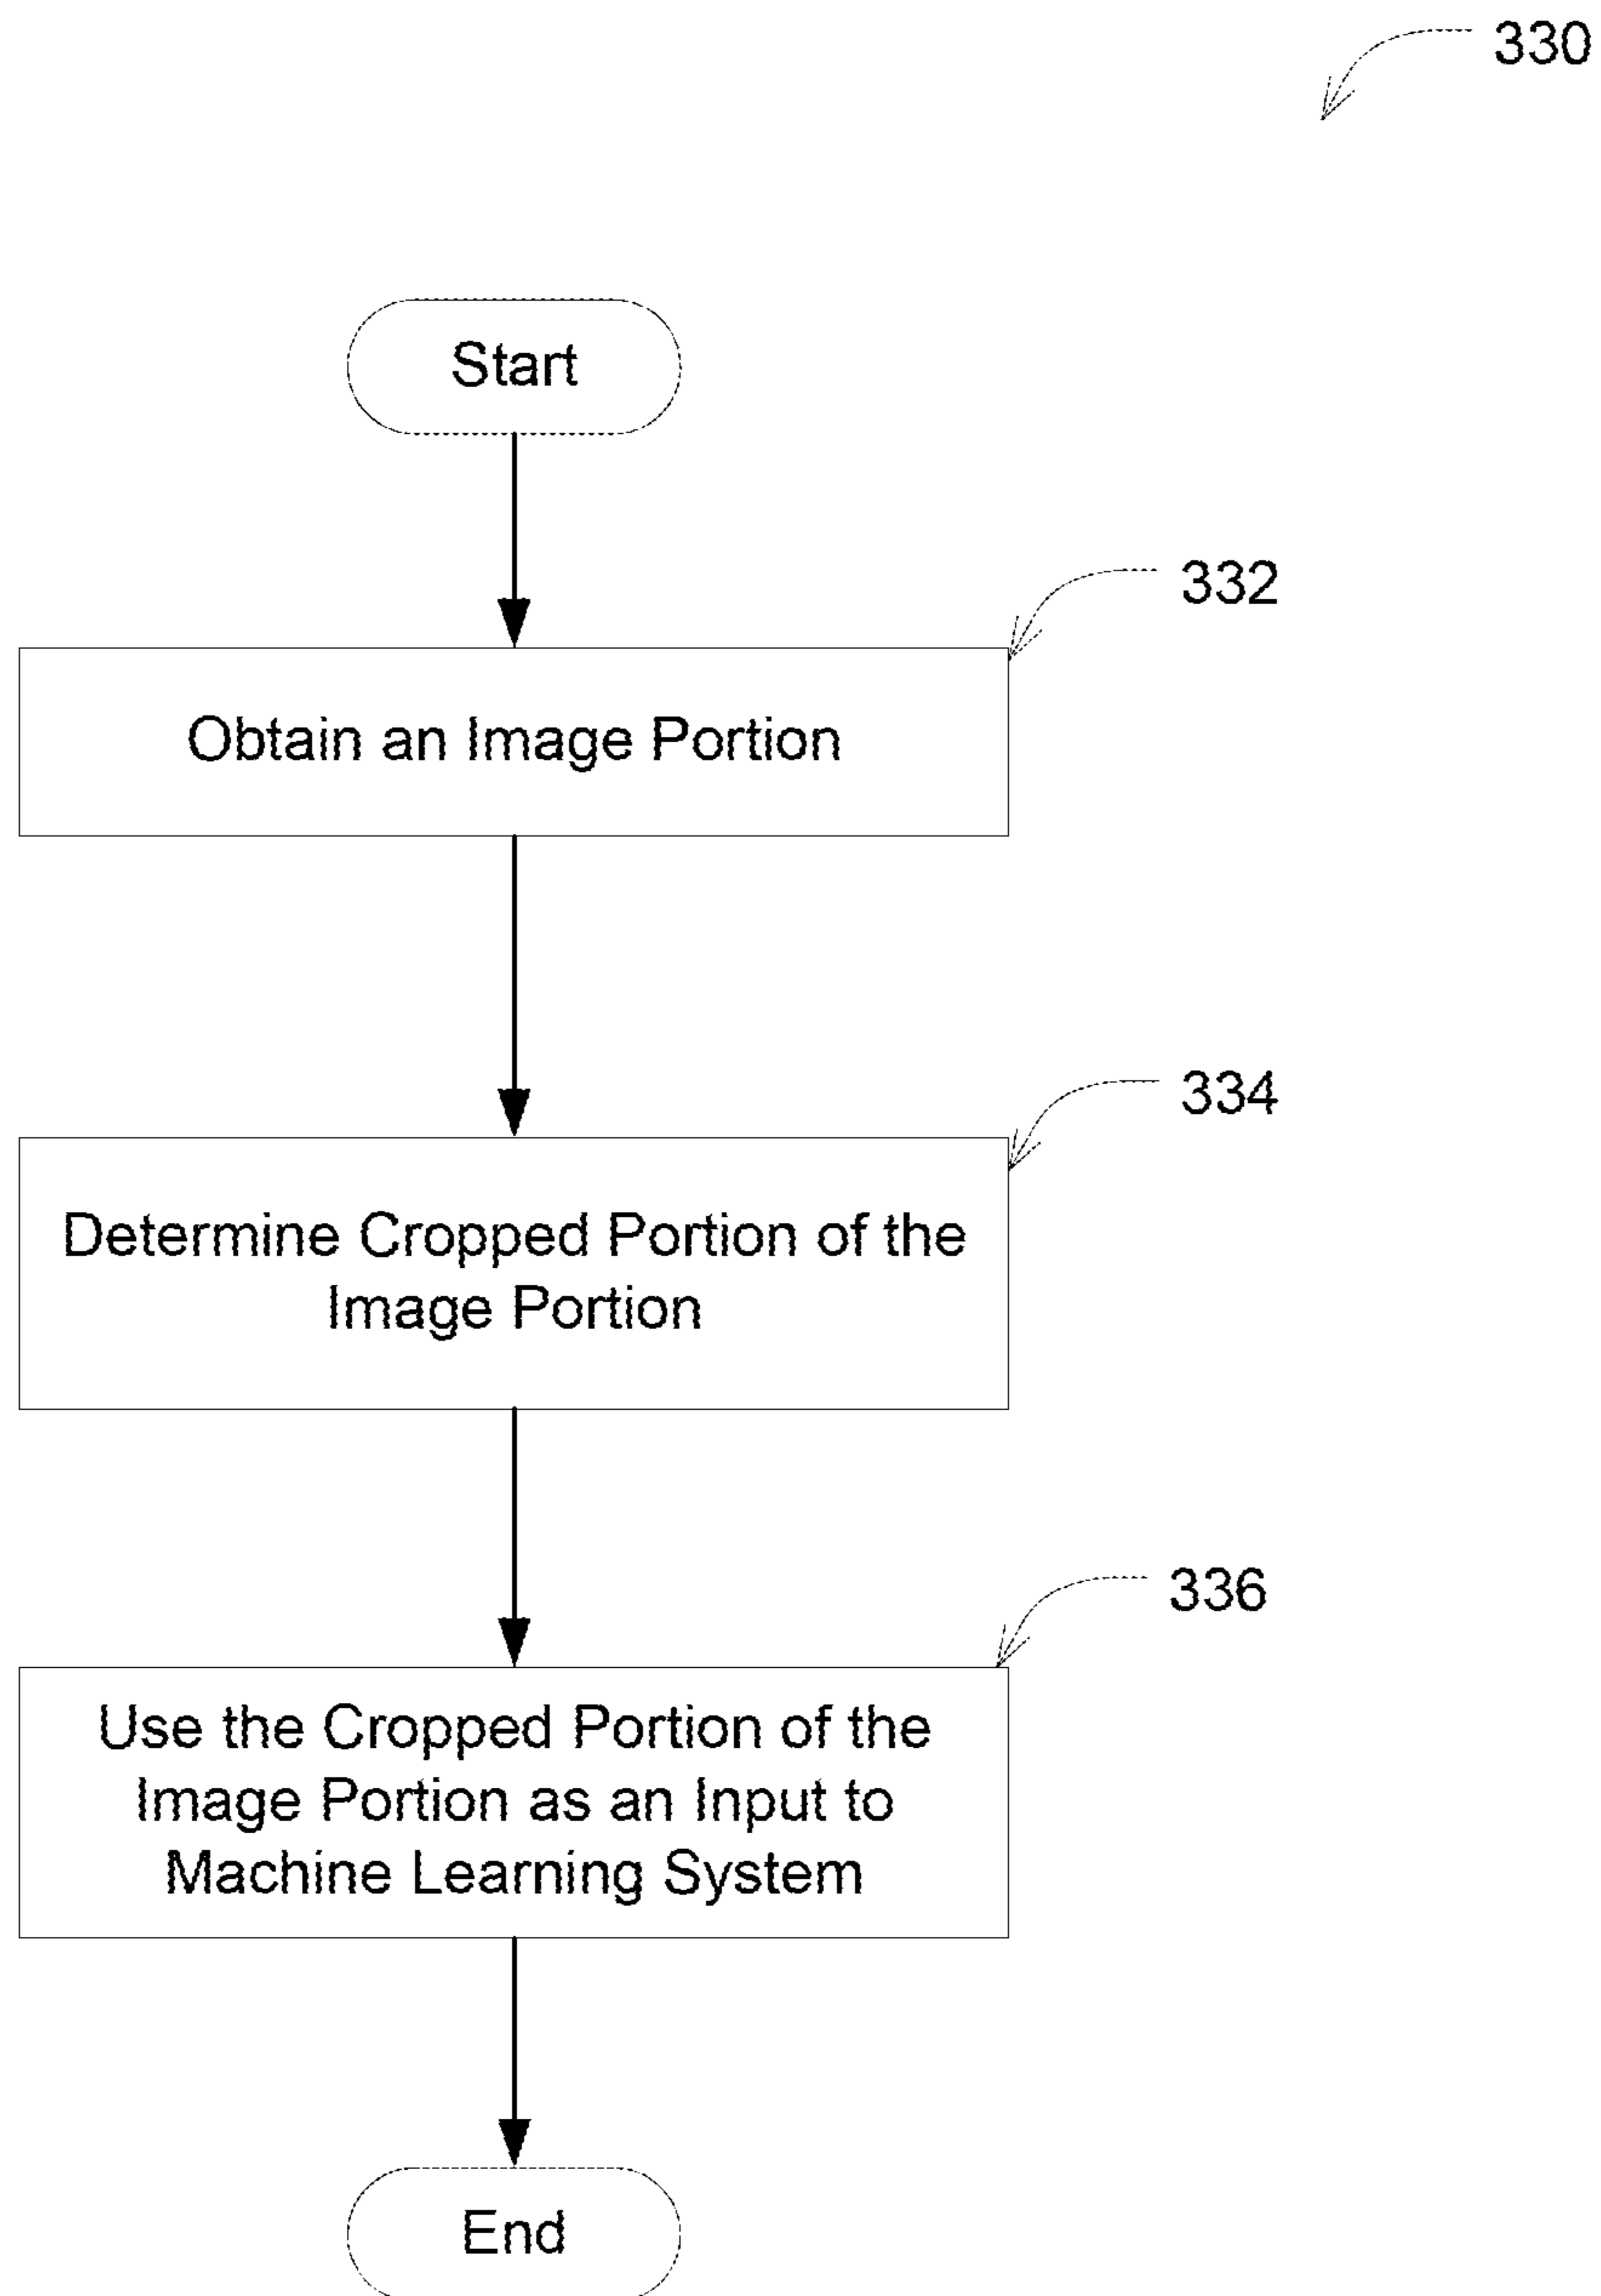 330
Start
332
Obtain an Image Portion
334
Determine Cropped Portion of the
Image Portion
336
Use the Cropped Portion of the
Image Portion as an Input to
Machine Learning System
End